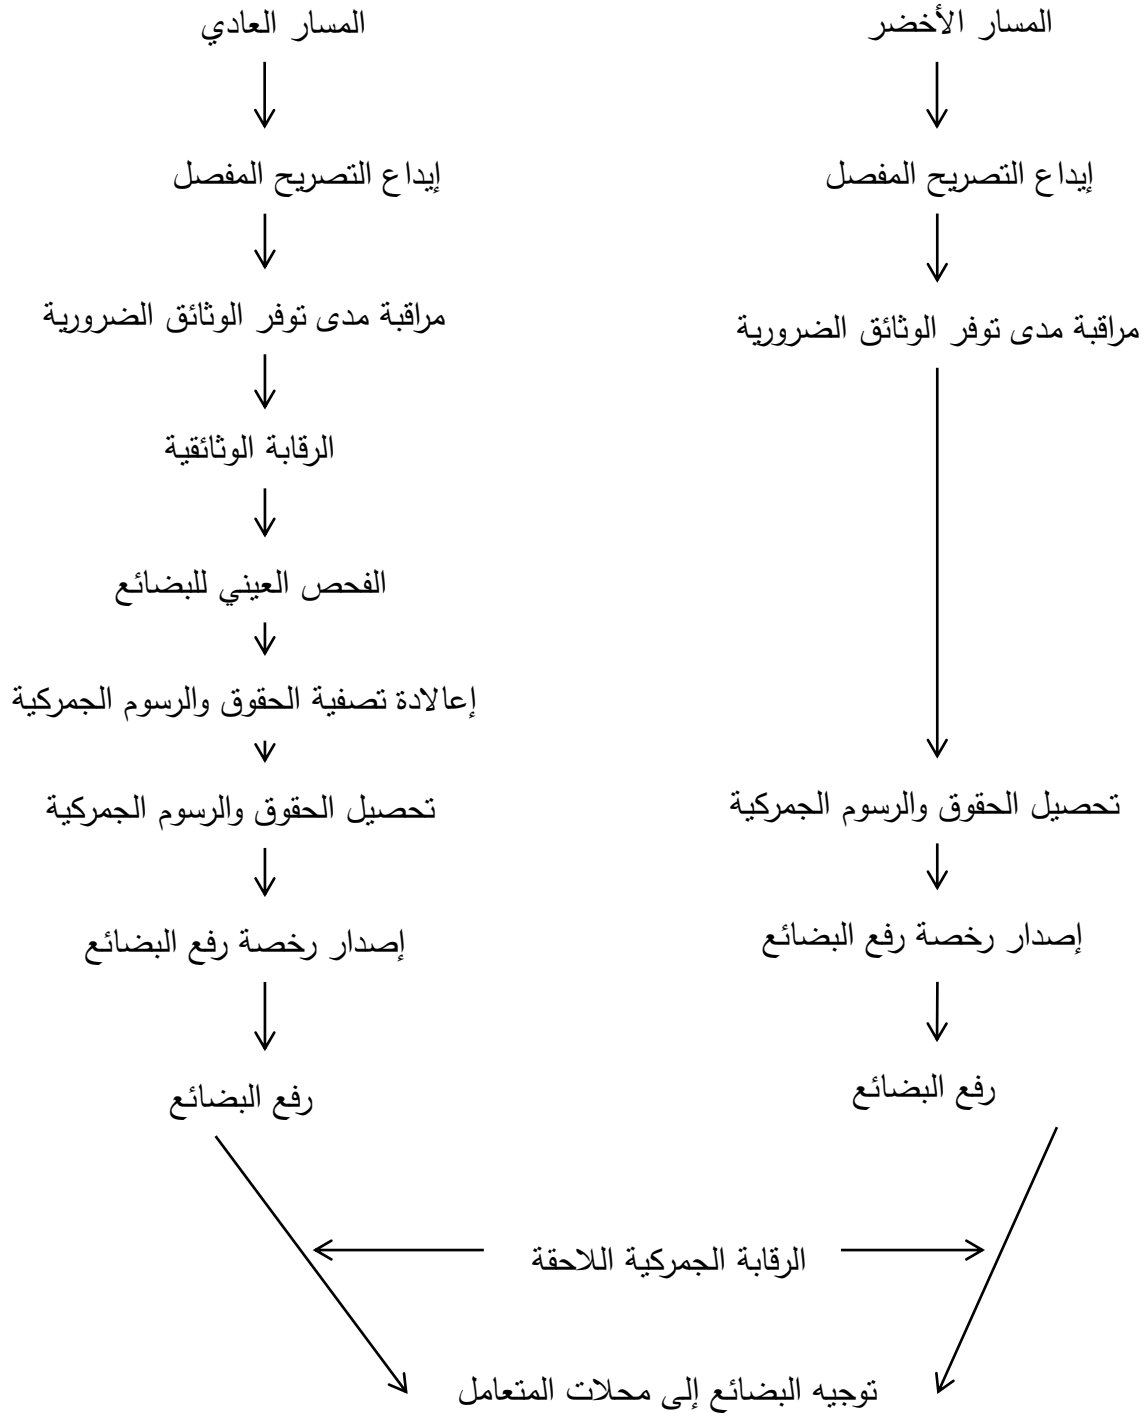 المسار الأخضر
إيداع التصريح المفصل
مراقبة مدى توفر الوثائق الضرورية
تحصيل الحقوق والرسوم الجمركية
إصدار رخصة رفع البضائع
رفع البضائع
المسار العادي
إيداع التصريح المفصل
مراقبة مدى توفر الوثائق الضرورية
الرقابة الوثائقية
الفحص العيني للبضائع
إعالادة تصفية الحقوق والرسوم الجمركية
تحصيل الحقوق والرسوم الجمركية
إصدار رخصة رفع البضائع
رفع البضائع
الرقابة الجمركية اللاحقة
توجيه البضائع إلى محلات المتعامل